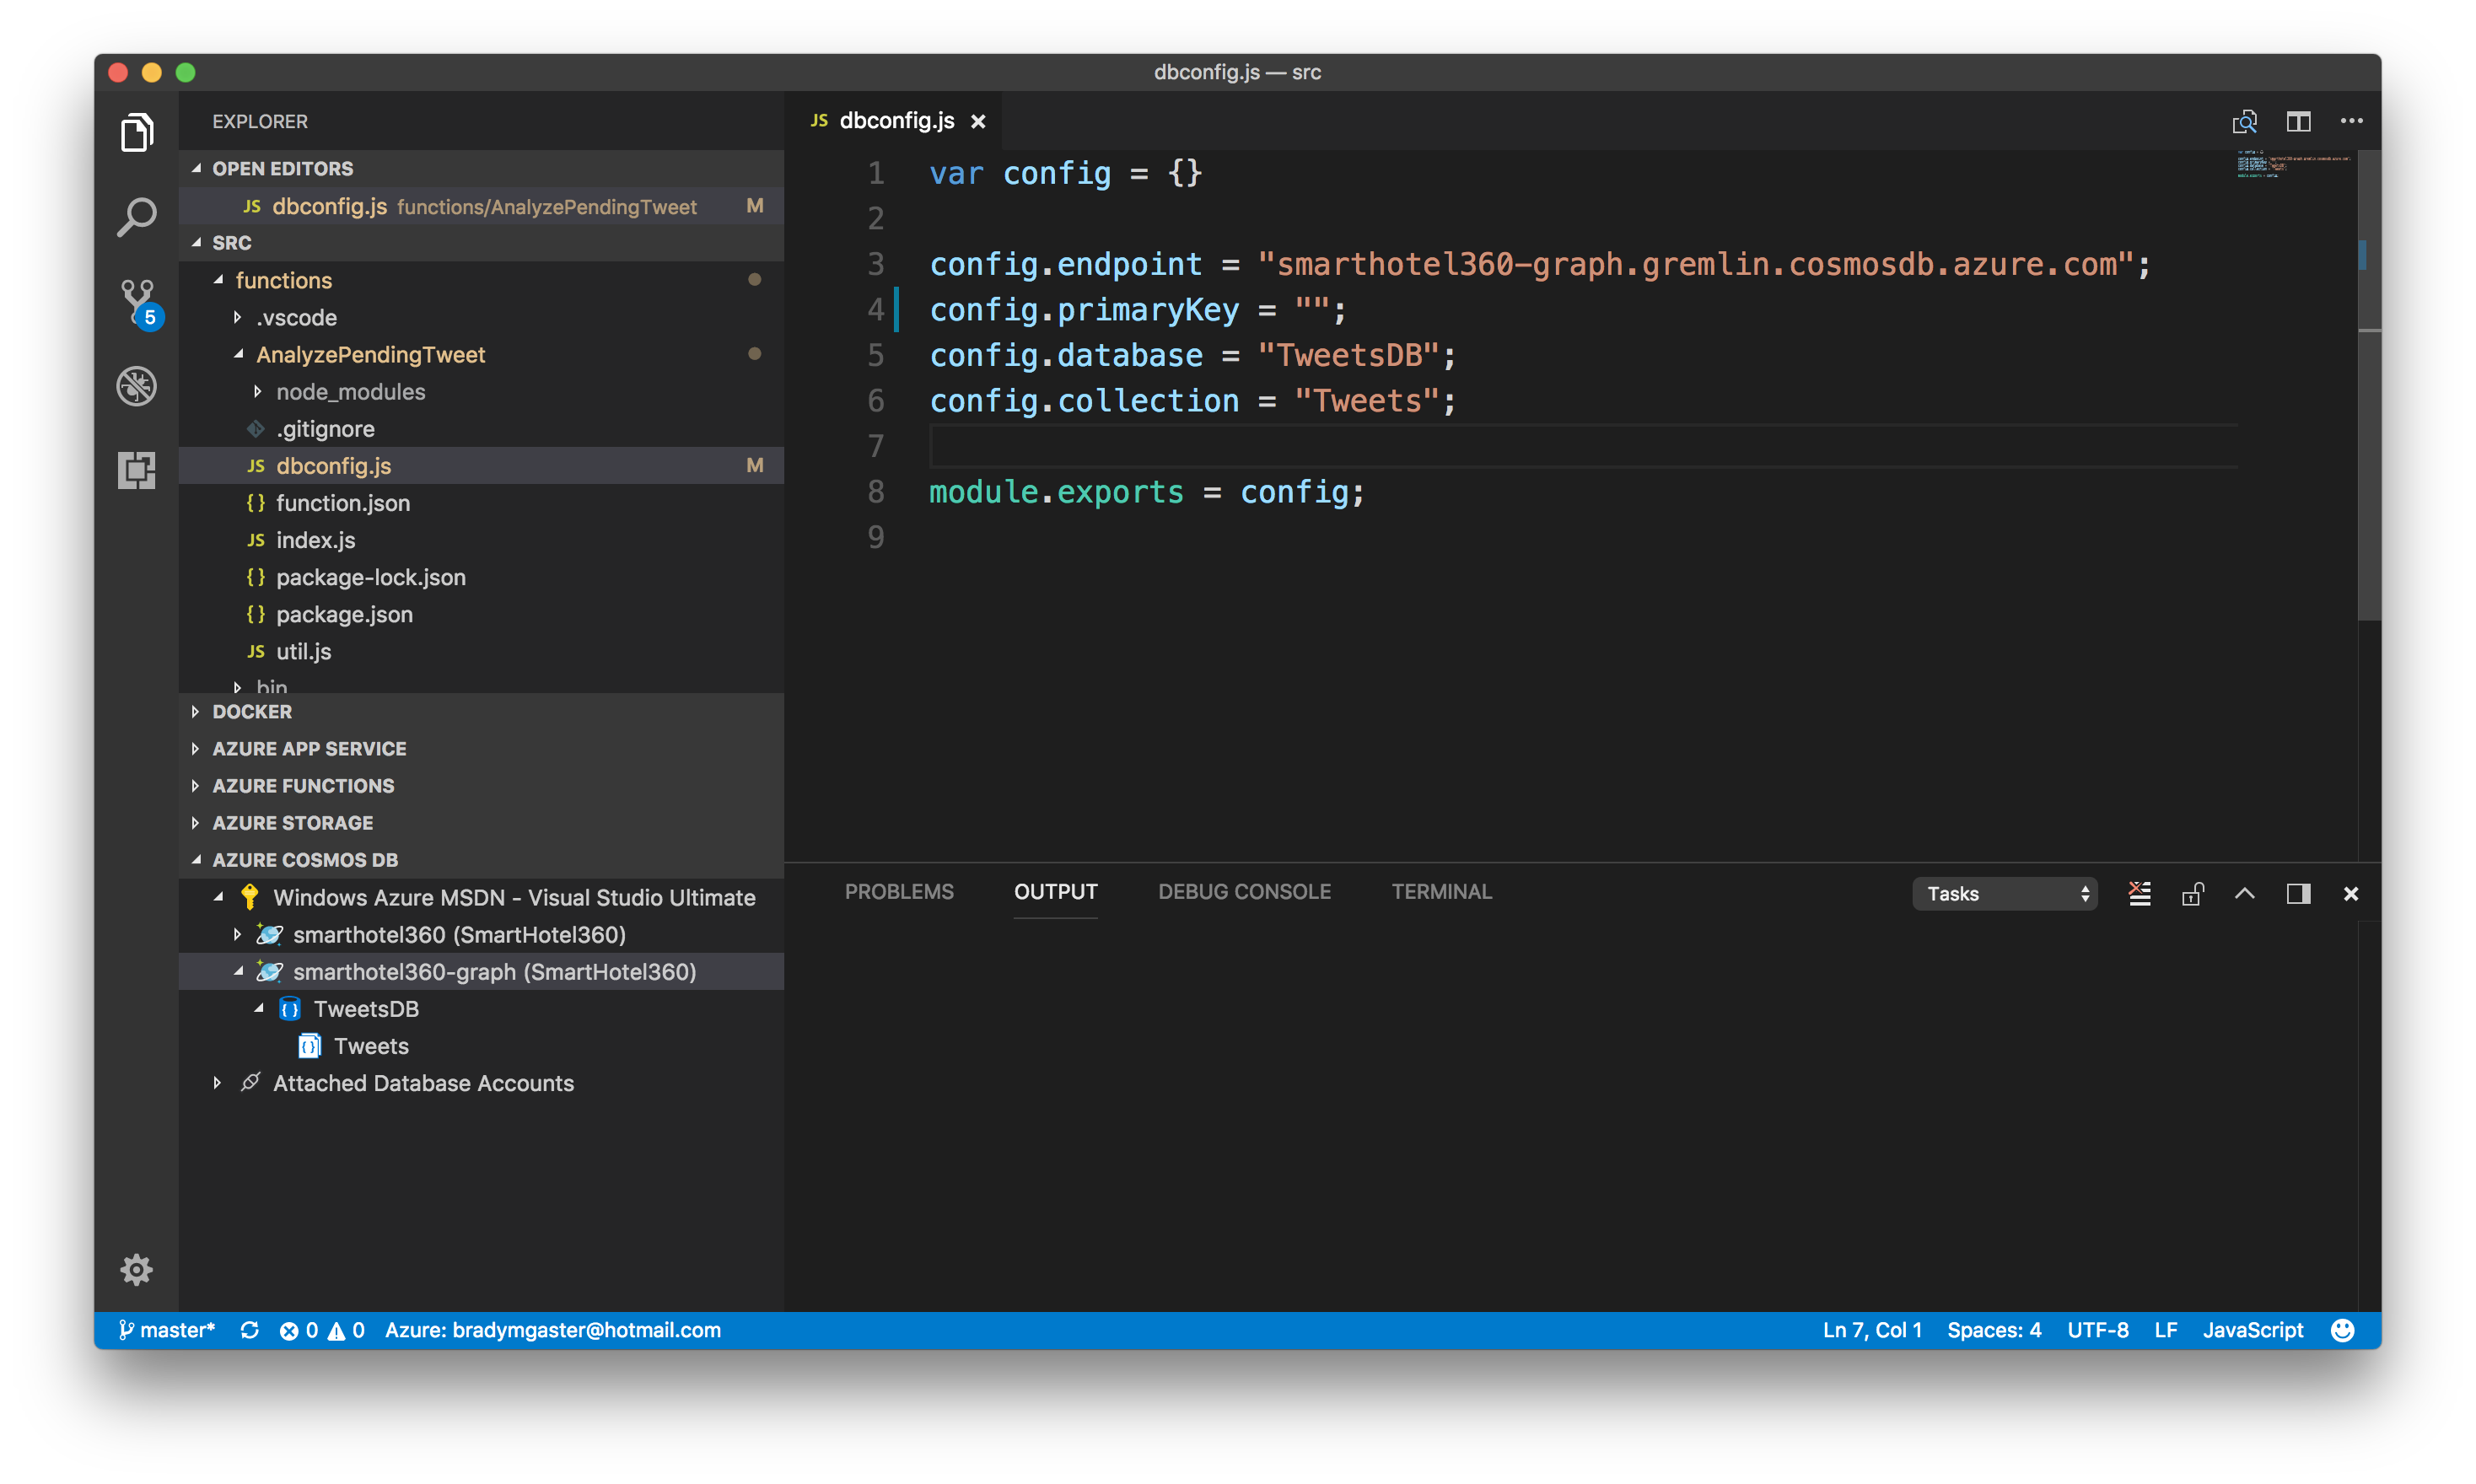 dbconfig.js — src
EXPLORER
OPEN EDITORS
JS dbconfig.js functions/AnalyzePendingTweet M
SRC
functions
.vscode
AnalyzePendingTweet
node_modules
.gitignore
JS dbconfig.js M
{} function.json
JS index.js
{} package-lock.json
{} package.json
JS util.js
bin
DOCKER
AZURE APP SERVICE
AZURE FUNCTIONS
AZURE STORAGE
AZURE COSMOS DB
Windows Azure MSDN - Visual Studio Ultimate
smarthotel360 (SmartHotel360)
smarthotel360-graph (SmartHotel360)
TweetsDB
Tweets
Attached Database Accounts
5
JS dbconfig.js
1 var config = {}
2
3 config.endpoint = "smarthotel360-graph.gremlin.cosmosdb.azure.com";
4 config.primaryKey = "";
5 config.database = "TweetsDB";
6 config.collection = "Tweets";
7
8 module.exports = config;
9
PROBLEMS OUTPUT DEBUG CONSOLE TERMINAL Tasks
master* 0 0 Azure: bradymgaster@hotmail.com Ln 7, Col 1 Spaces: 4 UTF-8 LF JavaScript